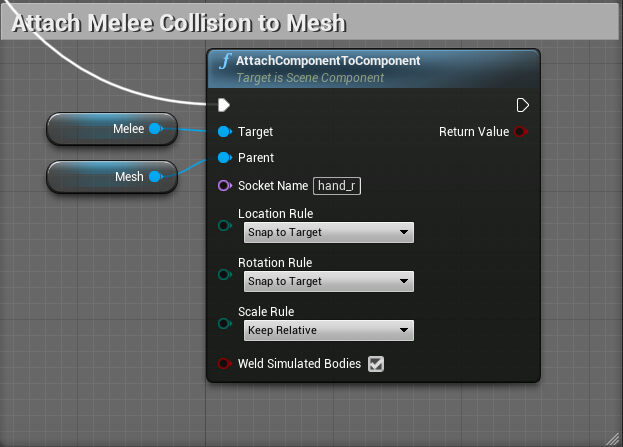 Attach Melee Collision to Mesh
f AttachComponentToComponent
Target is Scene Component
Melee
Target
Return Value
Mesh
Parent
Socket Name hand_r
Location Rule
Snap to Target
Rotation Rule
Snap to Target
Scale Rule
Keep Relative
Weld Simulated Bodies